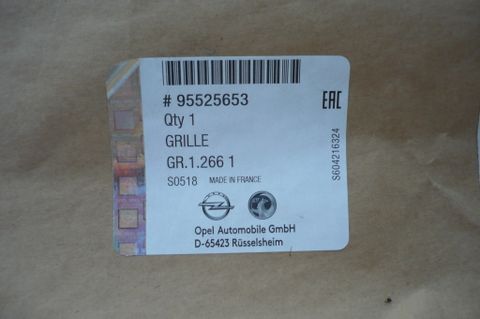 # 95525653
EAC
Qty 1
GRILLE
GR.1.266 1
S0518 MADE IN FRANCE
S604216324
Opel Automobile GmbH
D-65423 Rüsselsheim